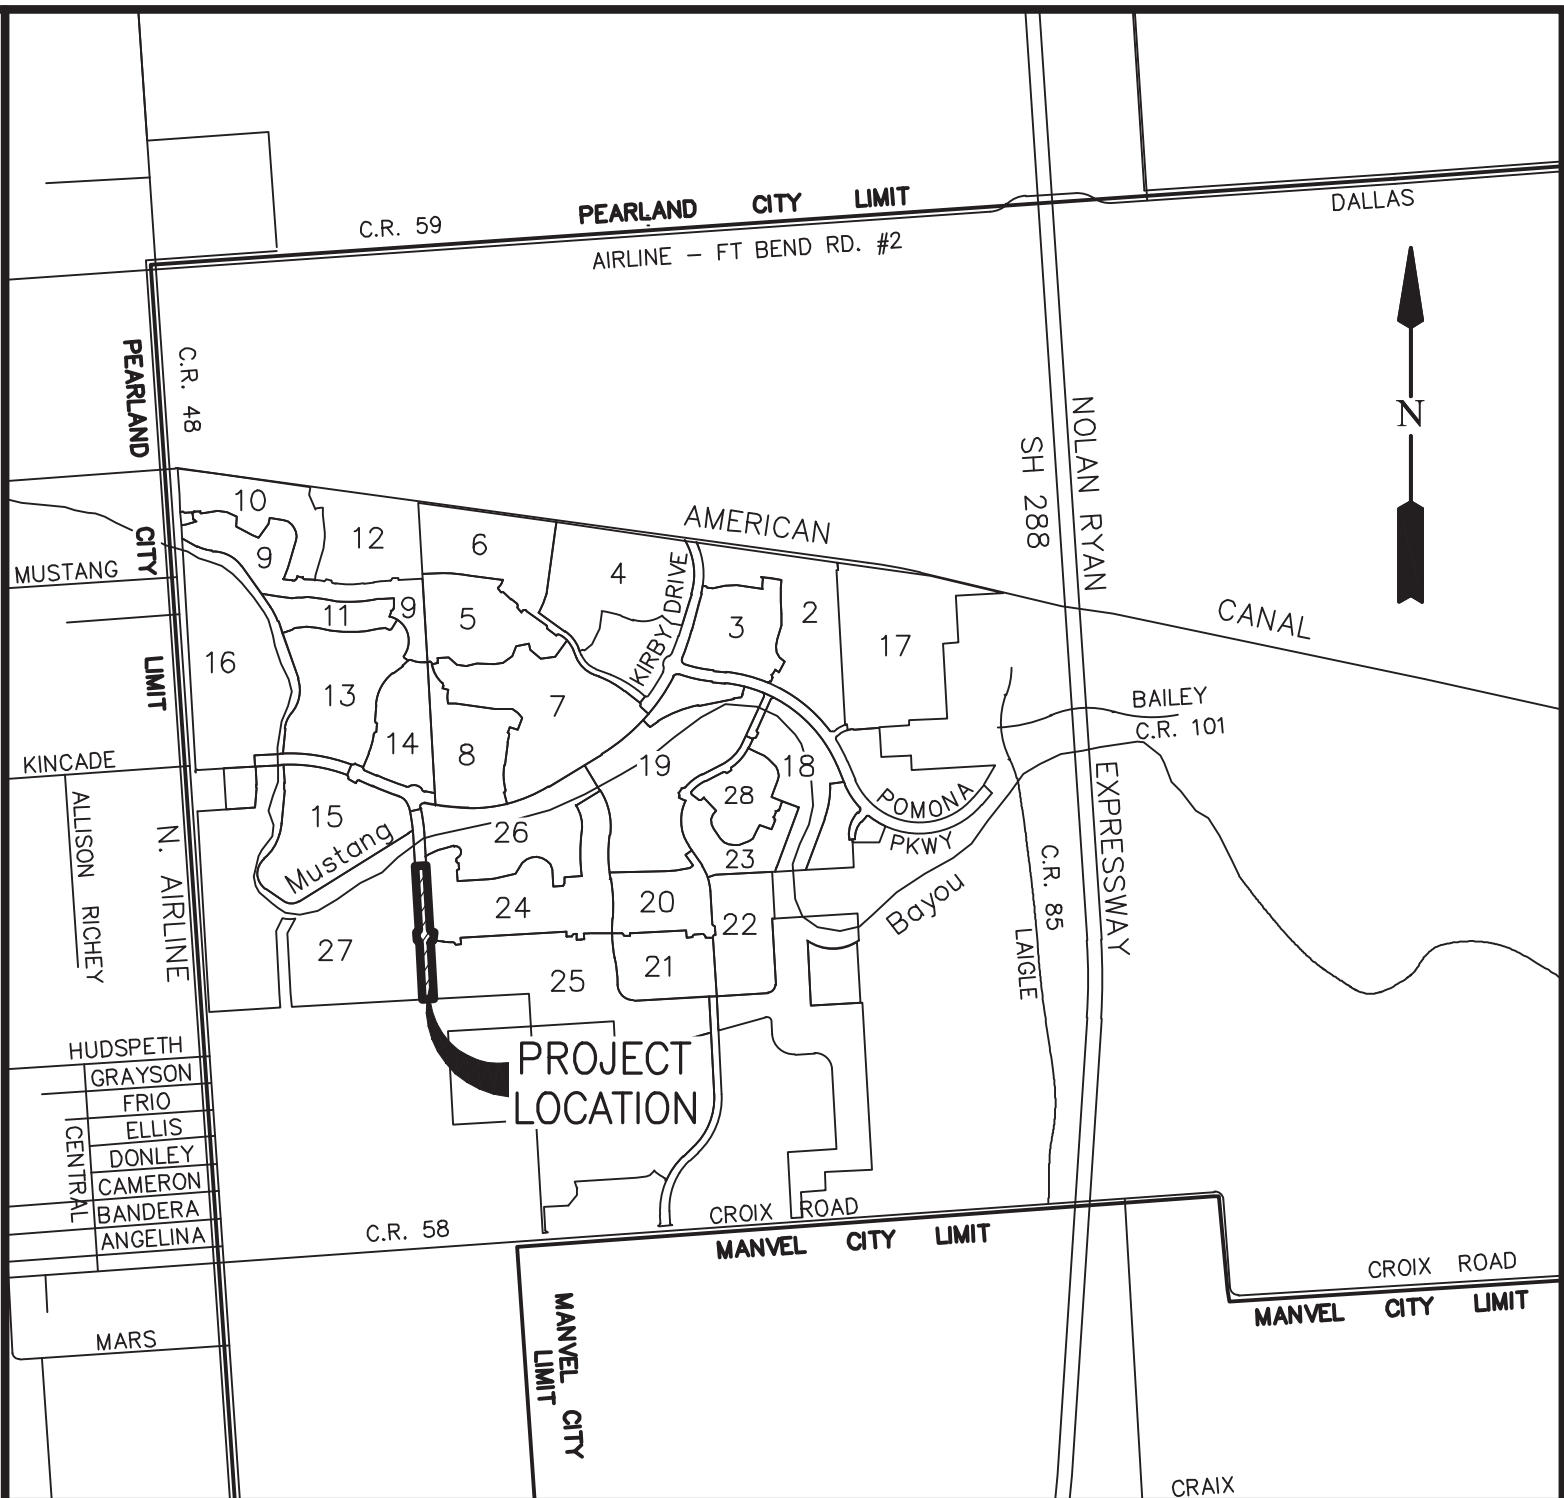 C.R. 59
PEARLAND CITY LIMIT
AIRLINE - FT BEND RD. #2
DALLAS
PEARLAND CITY LIMIT
C.R. 48
N
NOLAN RYAN
SH 288
AMERICAN
CANAL
10
12
6
4
9
MUSTANG
11
9
5
KIRBY DRIVE
3
2
17
16
13
7
14
8
19
18
BAILEY
C.R. 101
KINCADE
ALLISON RICHEY
N. AIRLINE
15
Mustang
26
28
POMONA
PKWY
23
EXPRESSWAY
C.R. 85
LAIGLE
Bayou
24
20
22
27
25
21
PROJECT
LOCATION
HUDSPETH
GRAYSON
FRIO
ELLIS
DONLEY
CAMERON
BANDERA
ANGELINA
CENTRAL
C.R. 58
CROIX ROAD
MANVEL CITY LIMIT
CROIX ROAD
MANVEL CITY LIMIT
MARS
MANVEL CITY
LIMIT
CRAIX